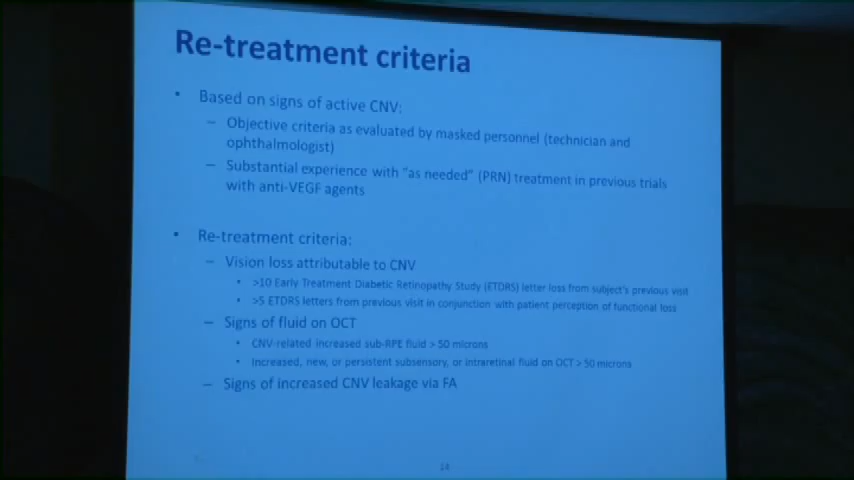 Re-treatment criteria
• Based on signs of active CNV:
– Objective criteria as evaluated by masked personnel (technician and
ophthalmologist)
– Substantial experience with "as needed" (PRN) treatment in previous trials
with anti-VEGF agents
• Re-treatment criteria:
– Vision loss attributable to CNV
• >10 Early Treatment Diabetic Retinopathy Study (ETDRS) letter loss from subject's previous visit
• >5 ETDRS letters from previous visit in conjunction with patient perception of functional loss
– Signs of fluid on OCT
• CNV-related increased sub-RPE fluid > 50 microns
• Increased, new, or persistent subsensory, or intraretinal fluid on OCT > 50 microns
– Signs of increased CNV leakage via FA
14